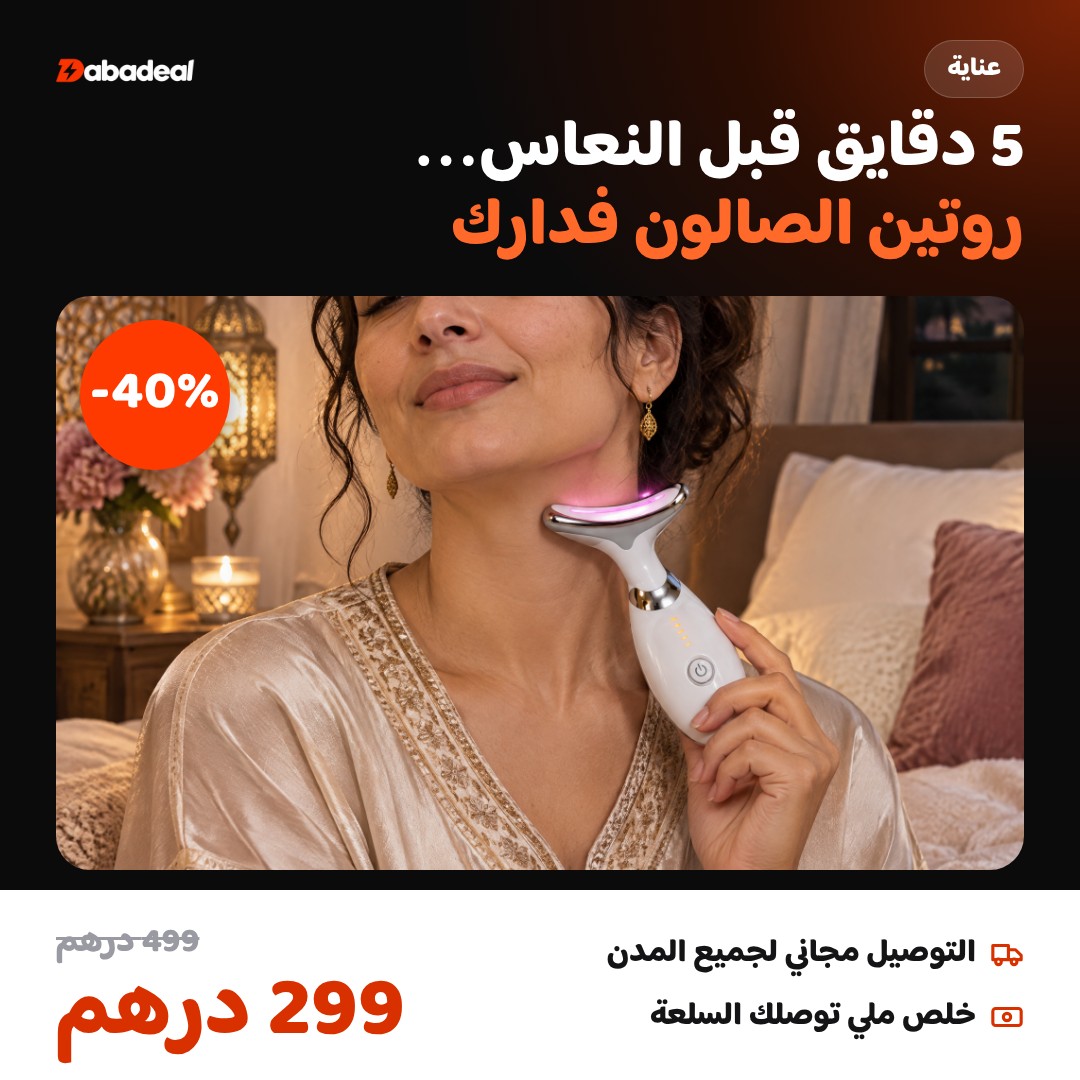 Dabadeal
عناية
5 دقايق قبل النعاس...
روتين الصالون فدارك
-40%
التوصيل مجاني لجميع المدن
خلص ملي توصلك السلعة
499 درهم
299 درهم